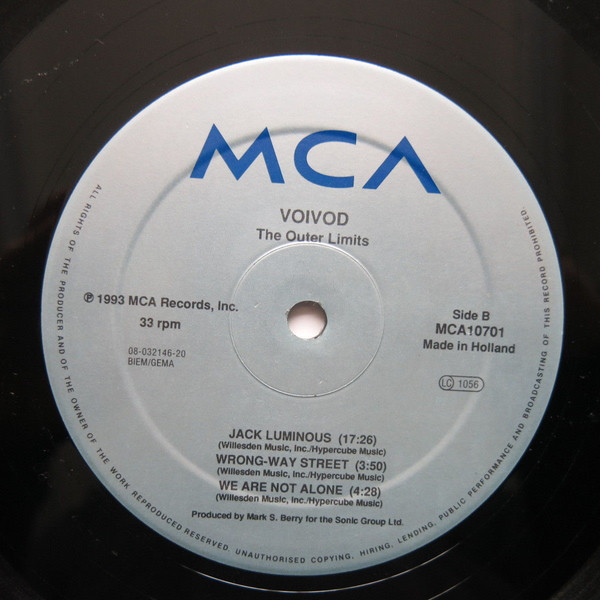 MCA
VOIVOD
The Outer Limits
℗ 1993 MCA Records, Inc.
33 rpm
08-032146-20
BIEM/GEMA
Side B
MCA10701
Made in Holland
LC 1056
JACK LUMINOUS (17:26)
(Willesden Music, Inc./Hypercube Music)
WRONG-WAY STREET (3:50)
(Willesden Music, Inc./Hypercube Music)
WE ARE NOT ALONE (4:28)
(Willesden Music, Inc./Hypercube Music)
Produced by Mark S. Berry for the Sonic Group Ltd.
ALL RIGHTS OF THE PRODUCER AND OF THE OWNER OF THE WORK REPRODUCED RESERVED. UNAUTHORISED COPYING, HIRING, LENDING, PUBLIC PERFORMANCE AND BROADCASTING OF THIS RECORD PROHIBITED.